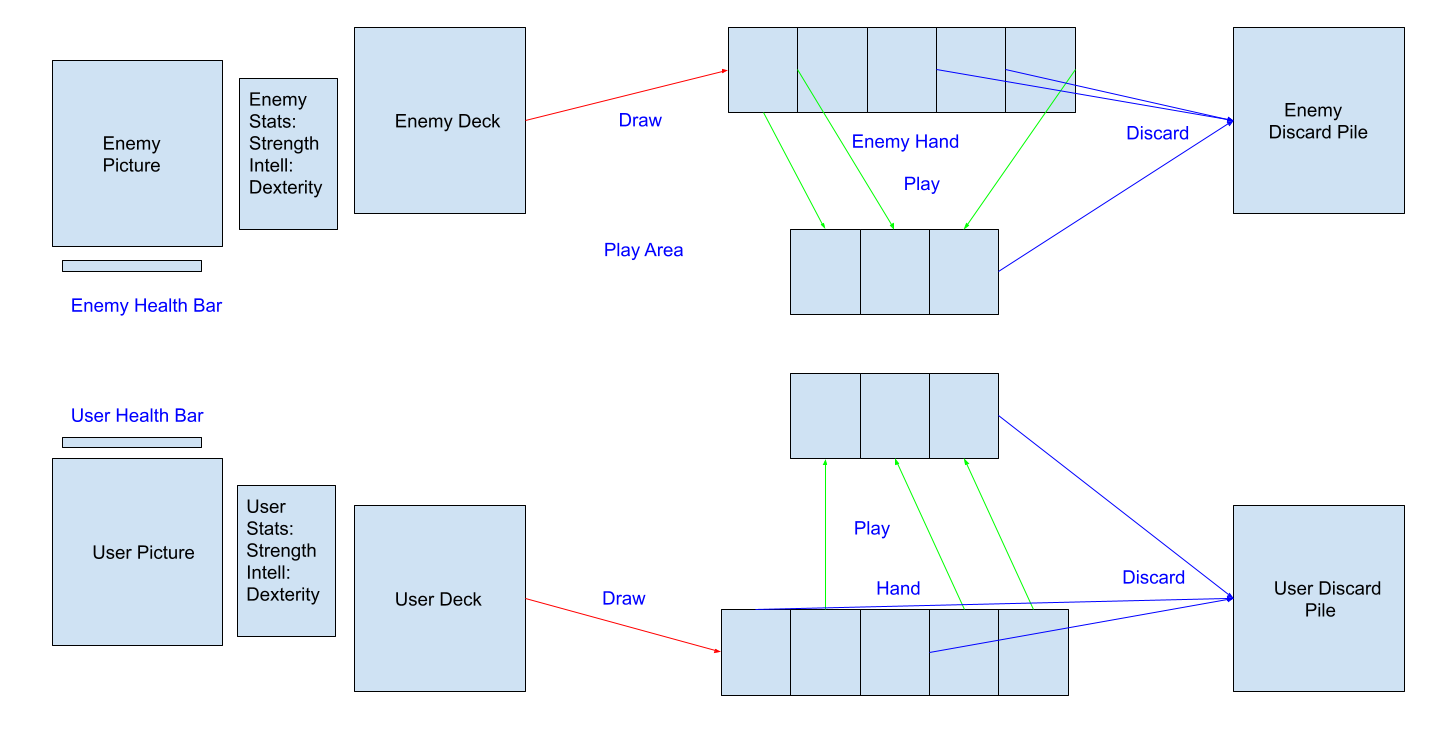 Enemy
Picture
Enemy
Stats:
Strength
Intell:
Dexterity
Enemy Deck
Draw
Enemy Hand
Play
Discard
Enemy
Discard Pile
Play Area
Enemy Health Bar
User Health Bar
User Picture
User
Stats:
Strength
Intell:
Dexterity
User Deck
Draw
Play
Hand
Discard
User Discard
Pile